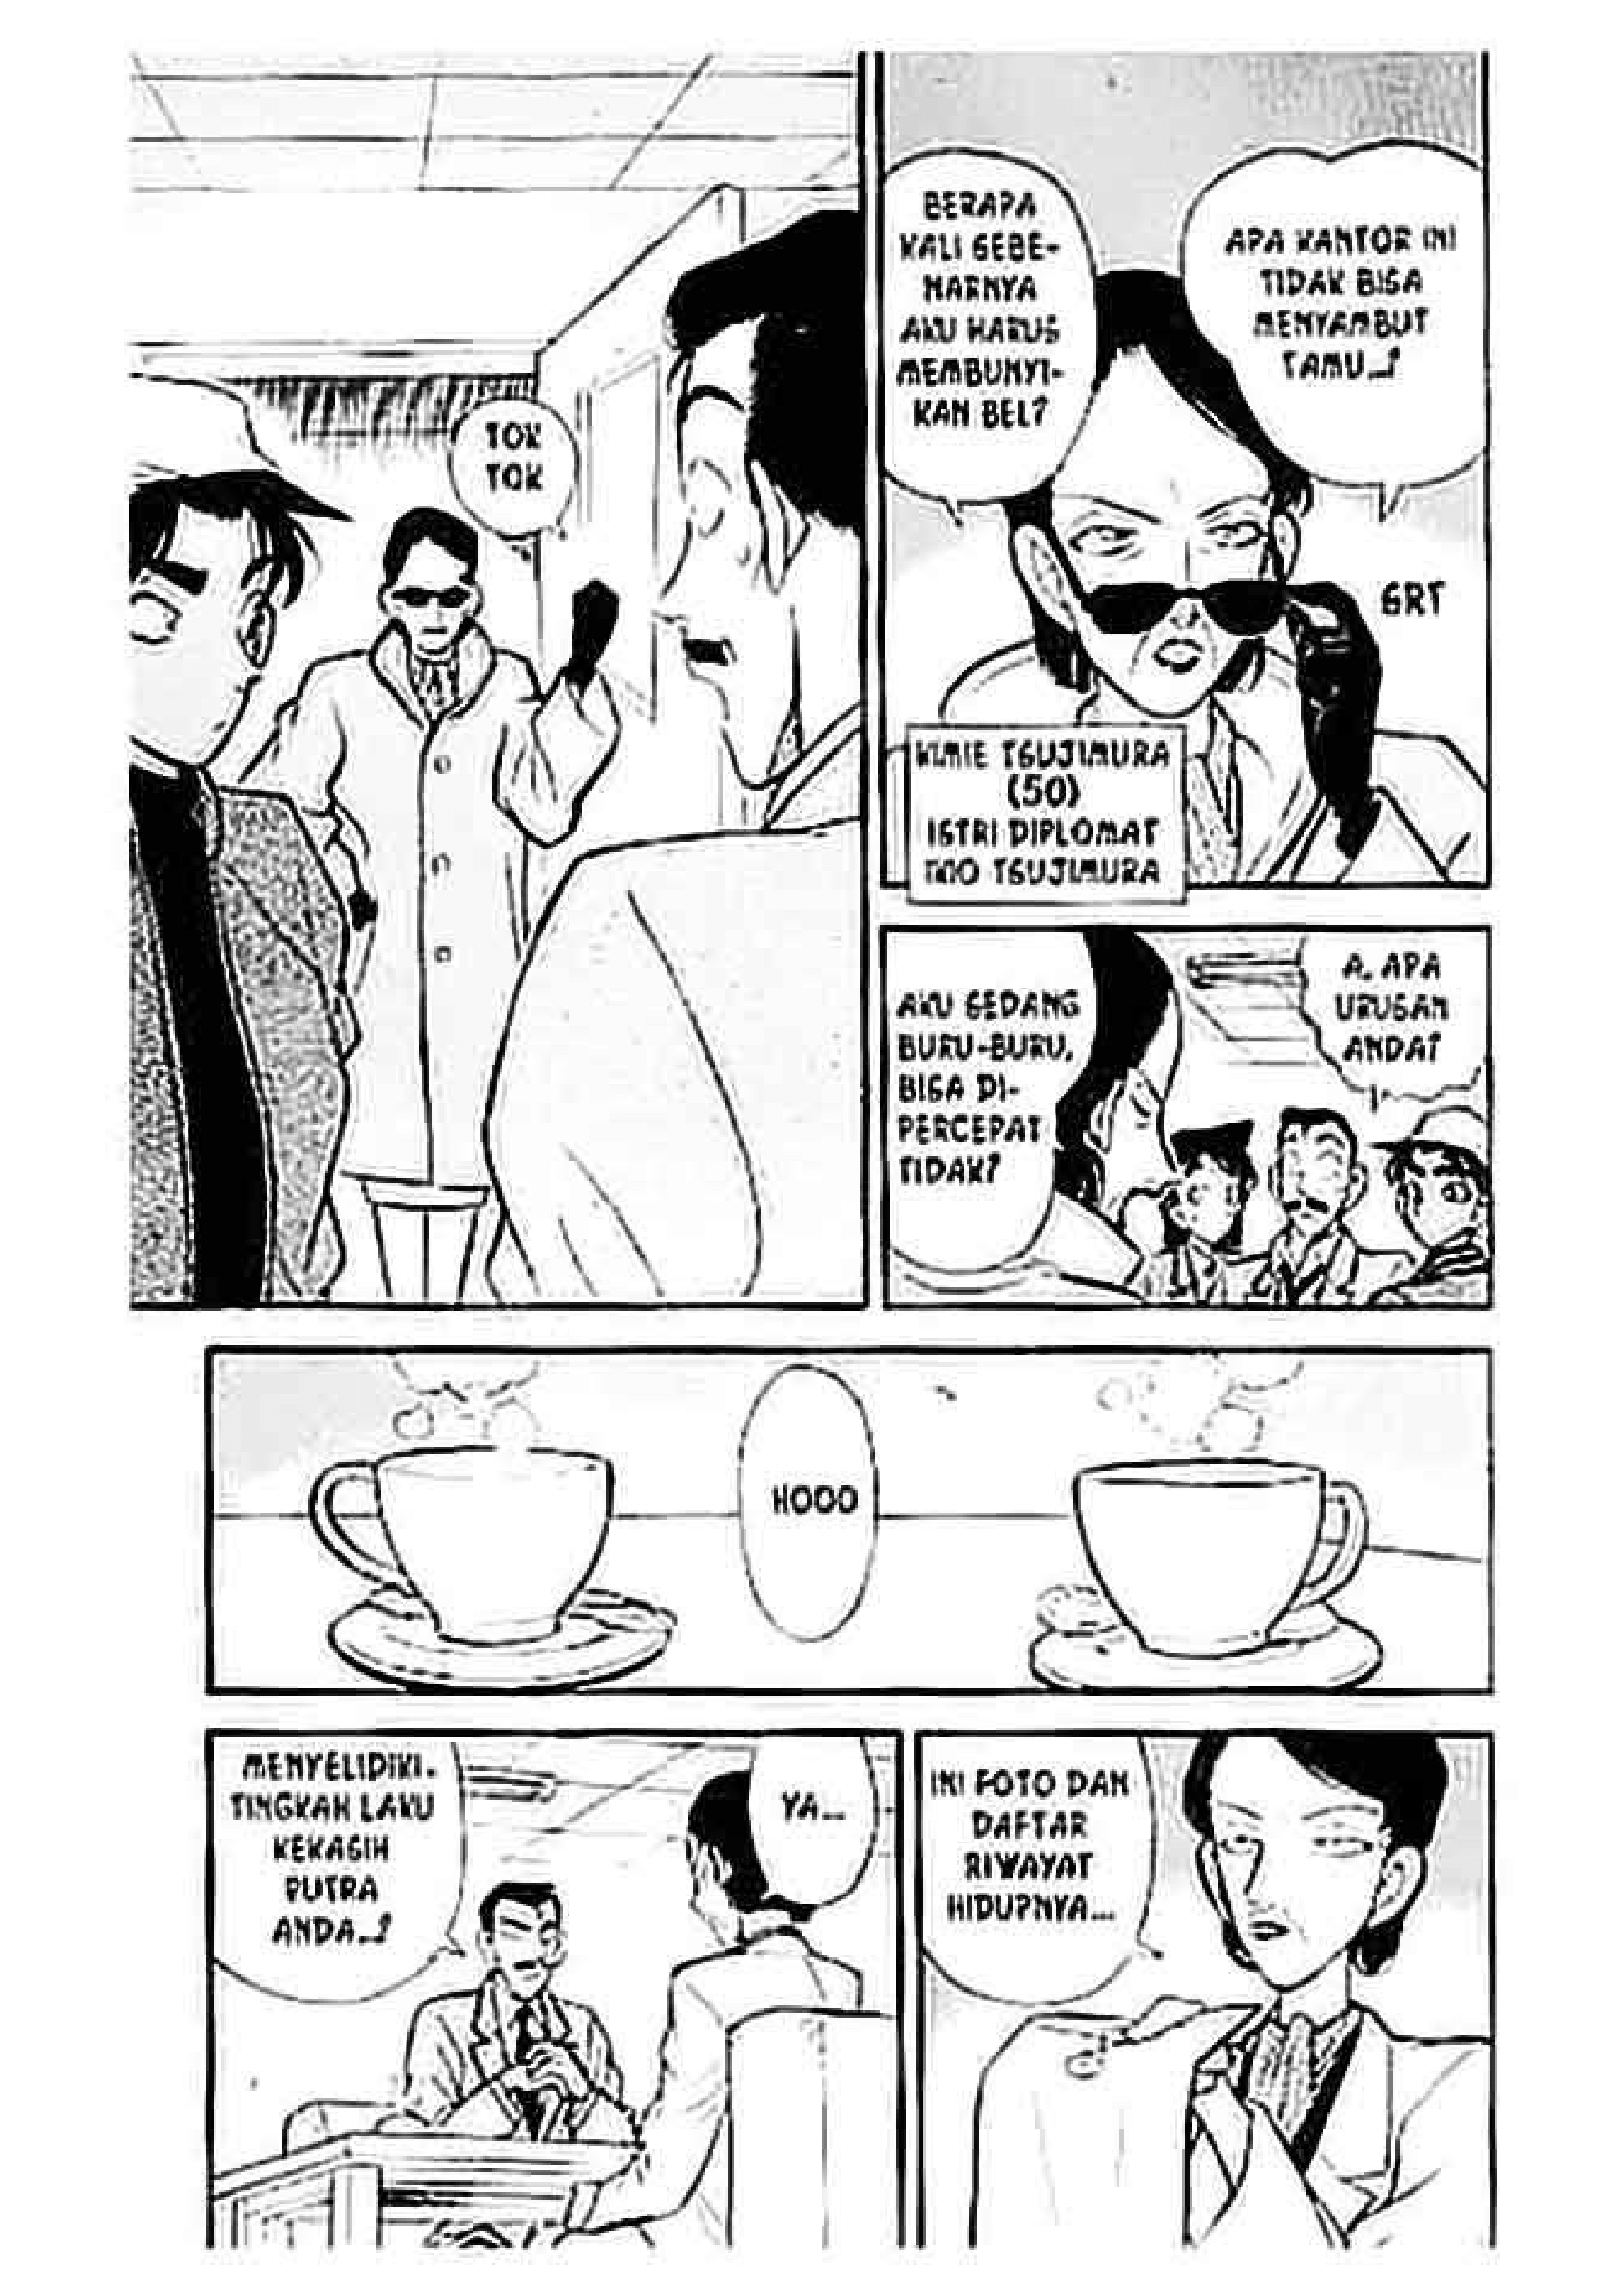 TOK
TOK
BERAPA
KALI SEBE-
NARNYA
AKU HARUS
MEMBUNYI-
KAN BEL?
APA KANTOR INI
TIDAK BISA
MENYAMBUT
TAMU...?
SRT
KIMIE TSUJIMURA
(50)
ISTRI DIPLOMAT
TSUJIMURA
AKU SEDANG
BURU-BURU,
BISA DI-
PERCEPAT
TIDAK?
A, APA
URUSAN
ANDA?
HOOO
MENYELIDIKI
TINGKAH LAKU
KEKASIH
PUTRA
ANDA...?
YA...
INI FOTO DAN
DAFTAR
RIWAYAT
HIDUPNYA...